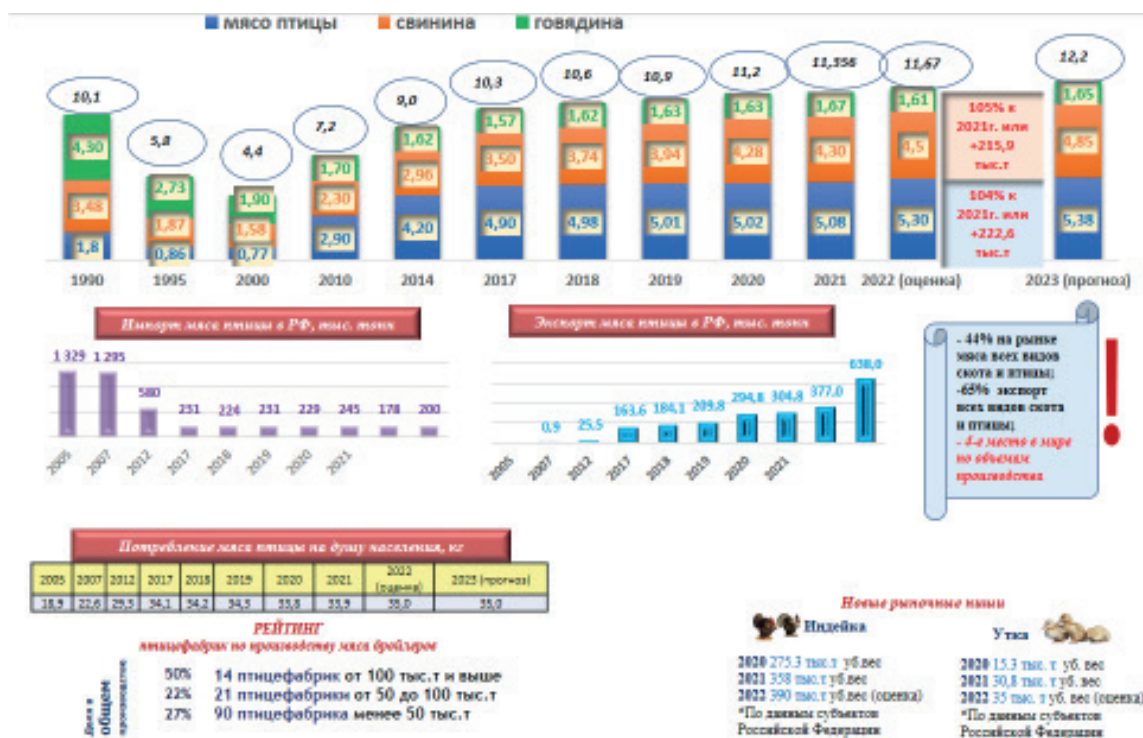 мясо птицы свинина говядина
10,1 5,8 4,4 7,2 9,0 10,3 10,6 10,9 11,2 11,356 11,67 12,2
4,30 2,73 1,90 1,70 1,62 1,57 1,62 1,63 1,63 1,67 1,61 1,65
3,48 1,87 1,58 2,30 2,96 3,50 3,74 3,94 4,28 4,30 4,5 4,85
1,8 0,86 0,77 2,90 4,20 4,90 4,98 5,01 5,02 5,08 5,30 5,38
105% к
2021г. или
+215,9
тыс.т
104% к
2021г. или
+222,6
тыс.т
1990 1995 2000 2010 2014 2017 2018 2019 2020 2021 2022 (оценка) 2023 (прогноз)
Импорт мяса птицы в РФ, тыс. тонн
1 329 1 295 580 231 224 231 229 245 178 200
2005 2007 2012 2017 2018 2019 2020 2021
Экспорт мяса птицы в РФ, тыс. тонн
0,9 25,5 163,6 184,1 209,8 294,8 304,8 377,0 638,0
2005 2007 2012 2017 2018 2019 2020 2021
- 44% на рынке
мяса всех видов
скота и птицы;
-65% экспорт
всех видов скота
и птицы;
- 4-е место в мире
по объемам
производства
Потребление мяса птицы на душу населения, кг
2005 2007 2012 2017 2018 2019 2020 2021 2022 (оценка) 2023 (прогноз)
18,9 22,6 29,3 34,1 34,2 34,3 33,8 33,9 35,0 35,0
РЕЙТИНГ
птицефабрик по производству мяса бройлеров
Доля в
общем
производстве
50% 14 птицефабрик от 100 тыс.т и выше
22% 21 птицефабрики от 50 до 100 тыс.т
27% 90 птицефабрика менее 50 тыс.т
Новые рыночные ниши
Индейка
2020 275.3 тыс.т уб.вес
2021 358 тыс.т уб.вес
2022 390 тыс.т уб.вес (оценка)
*По данным субъектов
Российской Федерации
Утка
2020 15.3 тыс. т уб. вес
2021 30,8 тыс. т уб. вес
2022 35 тыс. т уб. вес (оценка)
*По данным субъектов
Российской Федерации